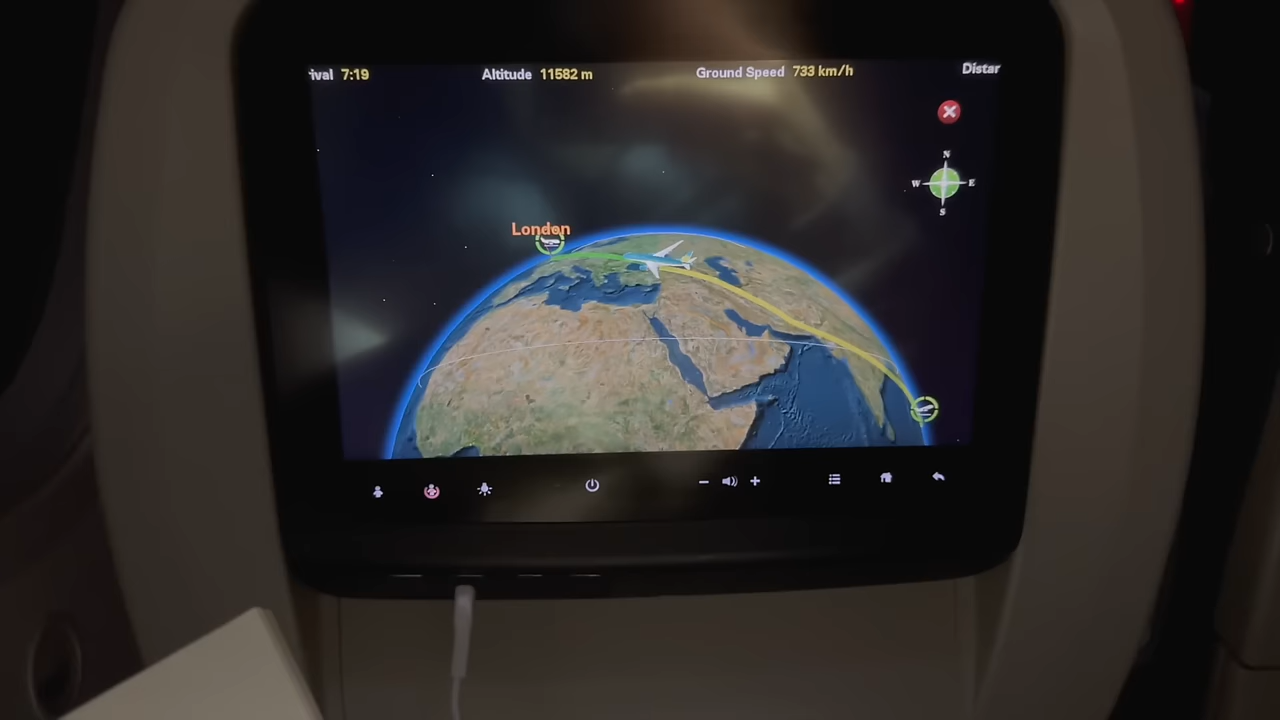 ival 7:19
Altitude 11582 m
Ground Speed 733 km/h
Distar
N
W E
S
London